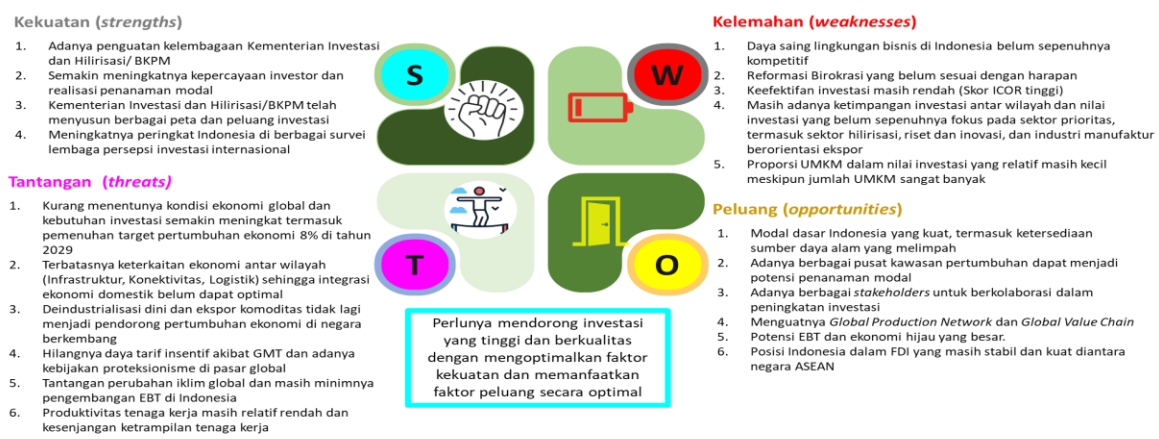 Kekuatan (strengths)
1. Adanya penguatan kelembagaan Kementerian Investasi
dan Hilirisasi/ BKPM
2. Semakin meningkatnya kepercayaan investor dan
realisasi penanaman modal
3. Kementerian Investasi dan Hilirisasi/BKPM telah
menyusun berbagai peta dan peluang investasi
4. Meningkatnya peringkat Indonesia di berbagai survei
lembaga persepsi investasi internasional
S
W
Kelemahan (weaknesses)
1. Daya saing lingkungan bisnis di Indonesia belum sepenuhnya
kompetitif
2. Reformasi Birokrasi yang belum sesuai dengan harapan
3. Keefektifan investasi masih rendah (Skor ICOR tinggi)
4. Masih adanya ketimpangan investasi antar wilayah dan nilai
investasi yang belum sepenuhnya fokus pada sektor prioritas,
termasuk sektor hilirisasi, riset dan inovasi, dan industri manufaktur
berorientasi ekspor
5. Proporsi UMKM dalam nilai investasi yang relatif masih kecil
meskipun jumlah UMKM sangat banyak
Tantangan (threats)
1. Kurang menentunya kondisi ekonomi global dan
kebutuhan investasi semakin meningkat termasuk
pemenuhan target pertumbuhan ekonomi 8% di tahun
2029
2. Terbatasnya keterkaitan ekonomi antar wilayah
(Infrastruktur, Konektivitas, Logistik) sehingga integrasi
ekonomi domestik belum dapat optimal
3. Deindustrialisasi dini dan ekspor komoditas tidak lagi
menjadi pendorong pertumbuhan ekonomi di negara
berkembang
4. Hilangnya daya tarif insentif akibat GMT dan adanya
kebijakan proteksionisme di pasar global
5. Tantangan perubahan iklim global dan masih minimnya
pengembangan EBT di Indonesia
6. Produktivitas tenaga kerja masih relatif rendah dan
kesenjangan ketrampilan tenaga kerja
T
O
Peluang (opportunities)
1. Modal dasar Indonesia yang kuat, termasuk ketersediaan
sumber daya alam yang melimpah
2. Adanya berbagai pusat kawasan pertumbuhan dapat menjadi
potensi penanaman modal
3. Adanya berbagai stakeholders untuk berkolaborasi dalam
peningkatan investasi
4. Menguatnya Global Production Network dan Global Value Chain
5. Potensi EBT dan ekonomi hijau yang besar.
6. Posisi Indonesia dalam FDI yang masih stabil dan kuat diantara
negara ASEAN
Perlunya mendorong investasi
yang tinggi dan berkualitas
dengan mengoptimalkan faktor
kekuatan dan memanfaatkan
faktor peluang secara optimal